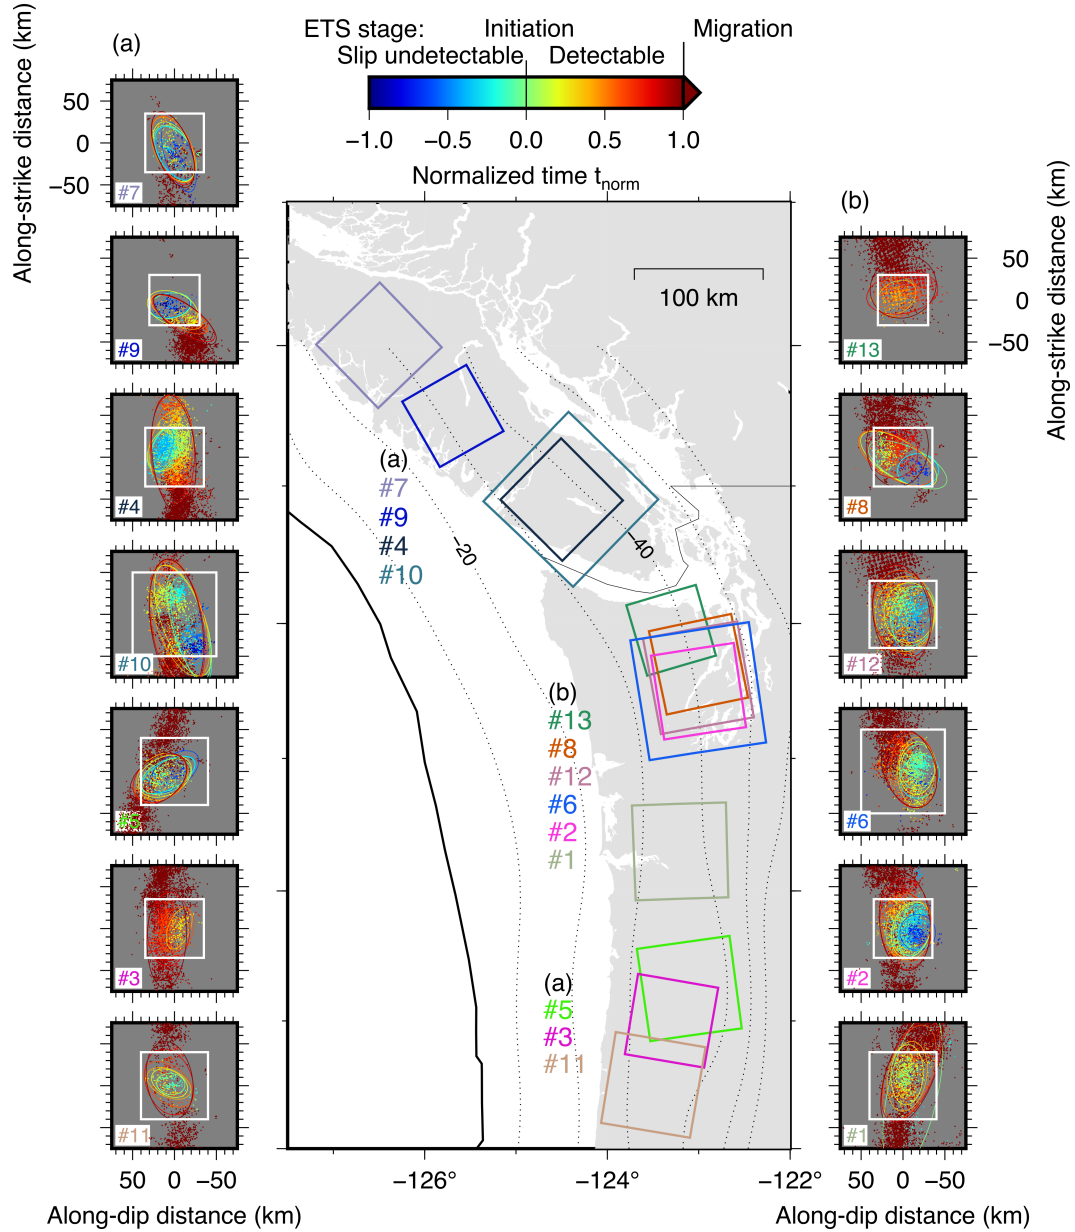 ETS stage: Initiation Migration
Slip undetectable Detectable
−1.0 −0.5 0.0 0.5 1.0
Normalized time tnorm
(a)
Along-strike distance (km)
50
0
−50
#7
#9
#4
#10
#5
#3
#11
50 0 −50
Along-dip distance (km)
100 km
(a)
#7
#9
#4
#10
−20
−40
(b)
#13
#8
#12
#6
#2
#1
(a)
#5
#3
#11
−126° −124° −122°
(b)
Along-strike distance (km)
50
0
−50
#13
#8
#12
#6
#2
#1
50 0 −50
Along-dip distance (km)